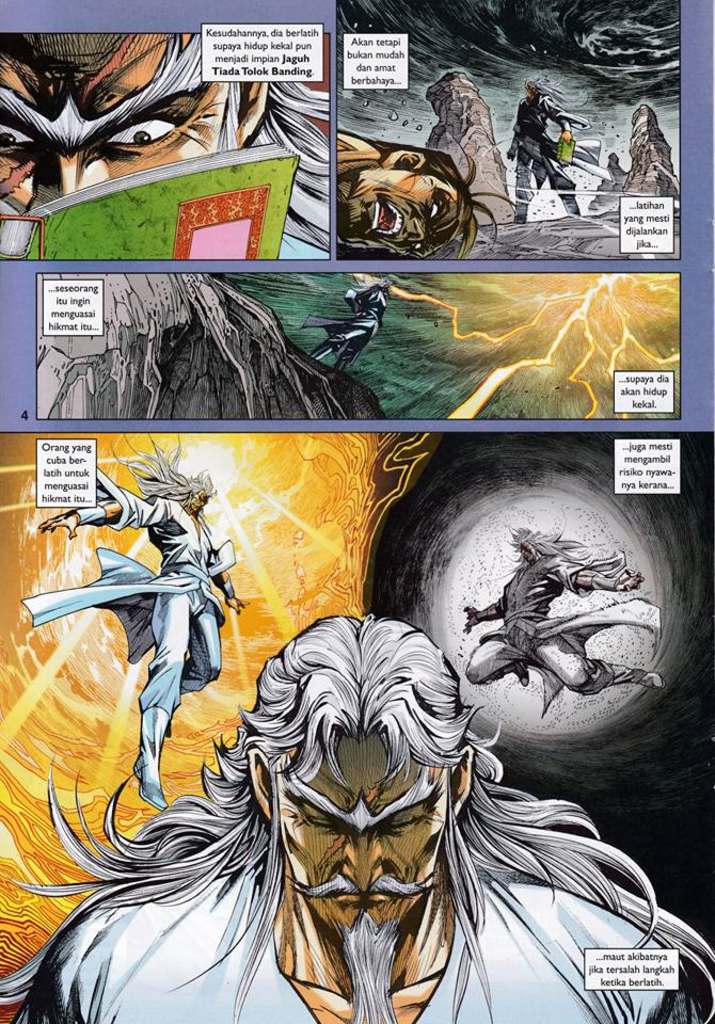 Kesudahannya, dia berlatih
supaya hidup kekal pun
menjadi impian Jaguh
Tiada Tolok Banding.
Akan tetapi
bukan mudah
dan amat
berbahaya...
...latihan
yang mesti
dijalankan
jika...
...seseorang
itu ingin
menguasai
hikmat itu...
...supaya dia
akan hidup
kekal.
4
Orang yang
cuba ber-
latih untuk
menguasai
hikmat itu...
...juga mesti
mengambil
risiko nyawa-
nya kerana...
...maut akibatnya
jika tersalah langkah
ketika berlatih.